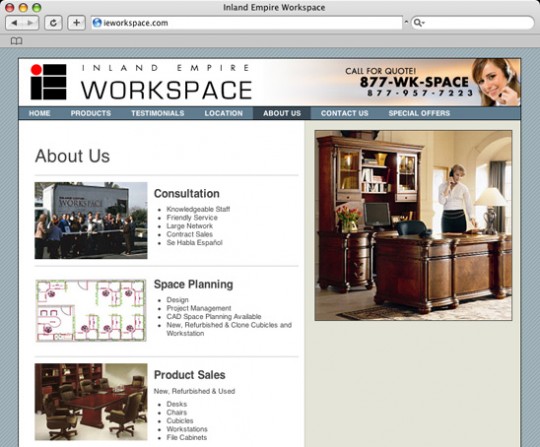 Inland Empire Workspace
ieworkspace.com
INLAND EMPIRE
WORKSPACE
CALL FOR QUOTE!
877-WK-SPACE
877-957-7223
HOME PRODUCTS TESTIMONIALS LOCATION ABOUT US CONTACT US SPECIAL OFFERS
About Us
WORKSPACE
Consultation
Knowledgeable Staff
Friendly Service
Large Network
Contract Sales
Se Habla Español
Space Planning
Design
Project Management
CAD Space Planning Available
New, Refurbished & Clone Cubicles and
Workstation
Product Sales
New, Refurbished & Used
Desks
Chairs
Cubicles
Workstations
File Cabinets